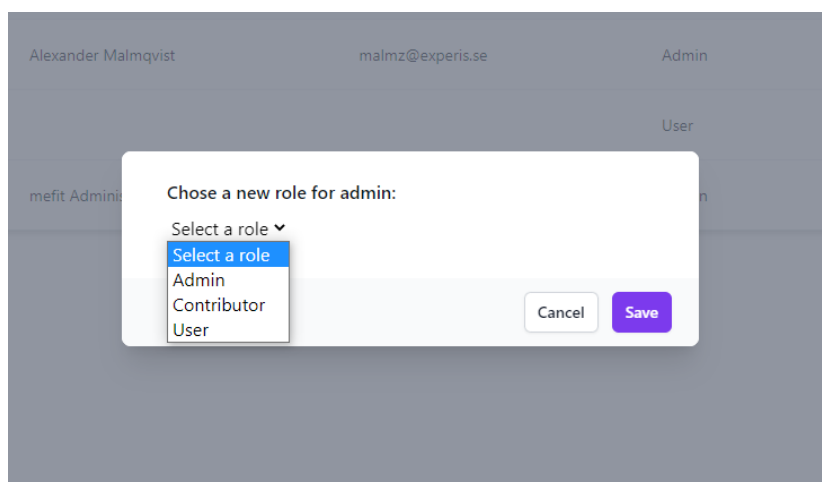 Alexander Malmqvist malmz@experis.se Admin
User
mefit Adminis
Chose a new role for admin:
Select a role
Select a role
Admin
Contributor
User
Cancel Save